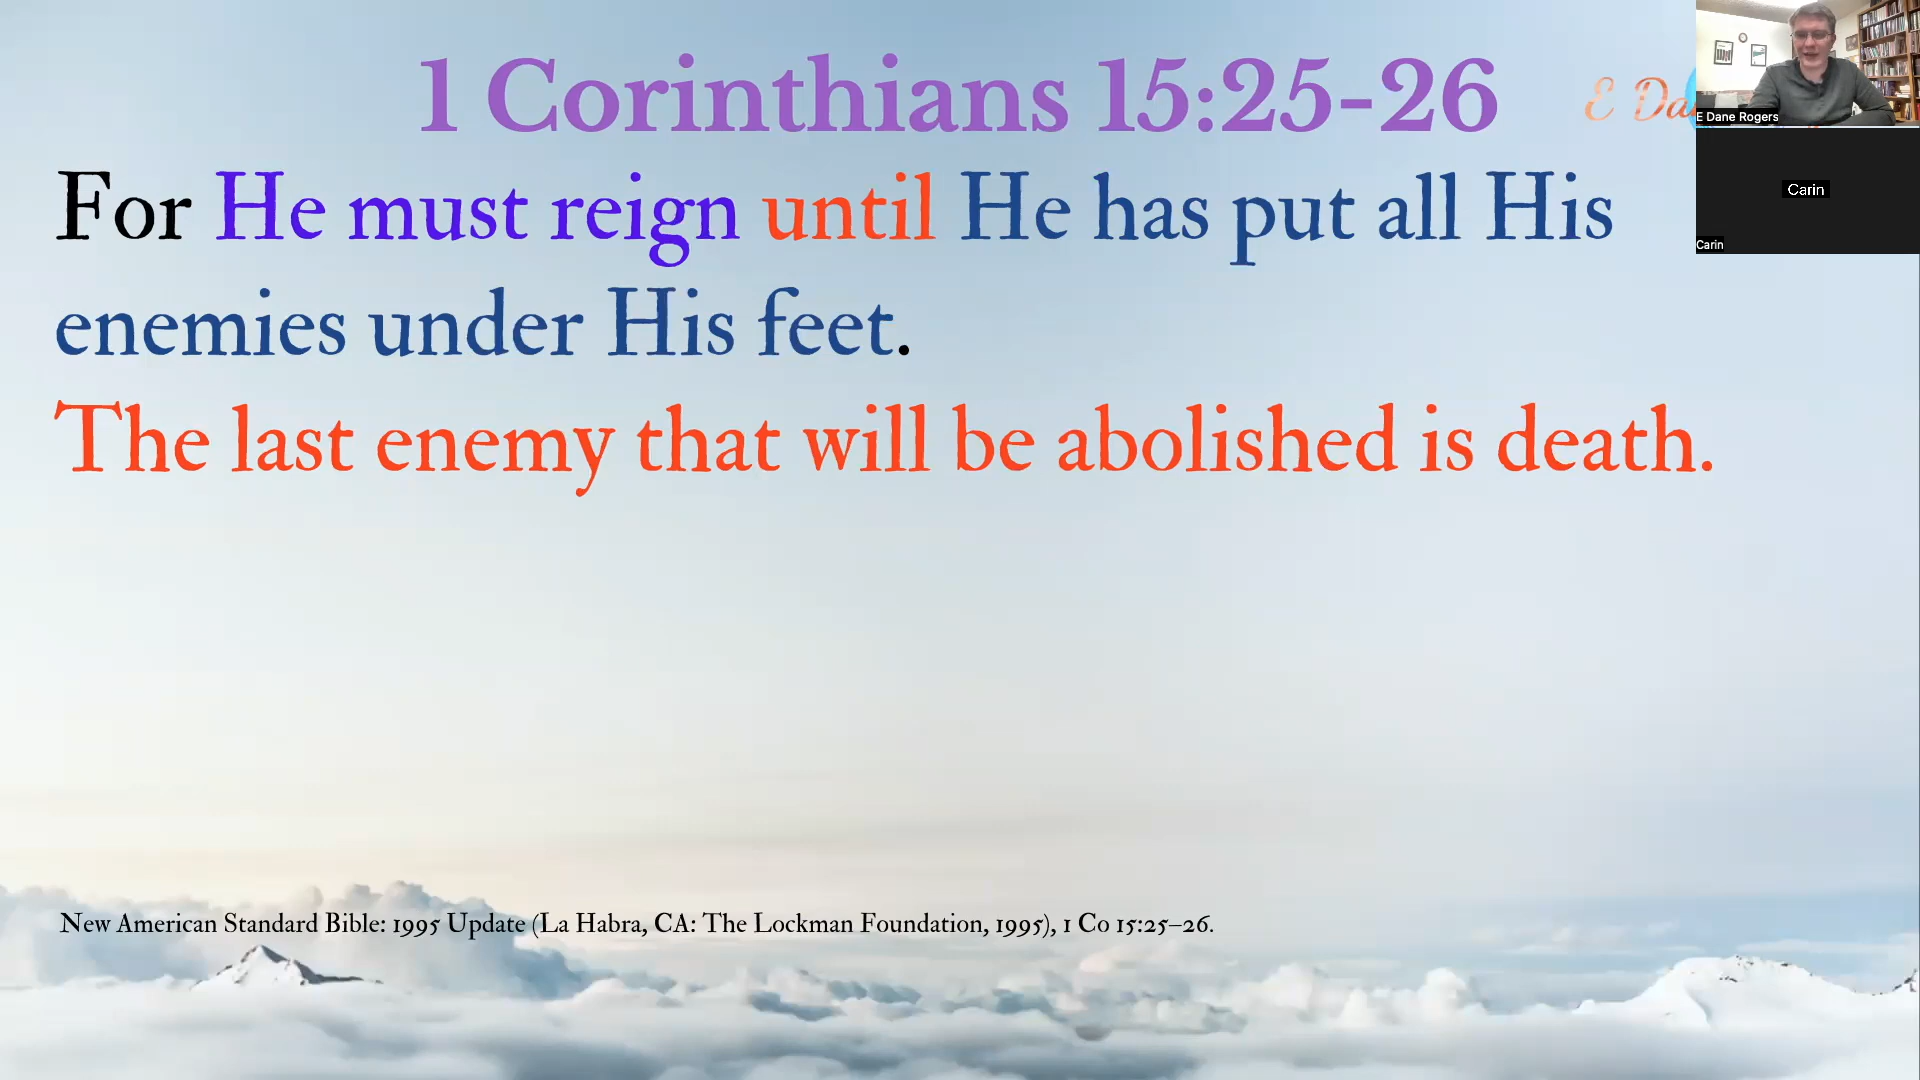 1 Corinthians 15:25-26
For He must reign until He has put all His
enemies under His feet.
The last enemy that will be abolished is death.
New American Standard Bible: 1995 Update (La Habra, CA: The Lockman Foundation, 1995), 1 Co 15:25–26.
E
E Dane Rogers
Carin
Carin